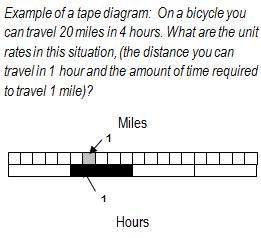 Example of a tape diagram: On a bicycle you
can travel 20 miles in 4 hours. What are the unit
rates in this situation, (the distance you can
travel in 1 hour and the amount of time required
to travel 1 mile)?
Miles
1
1
Hours